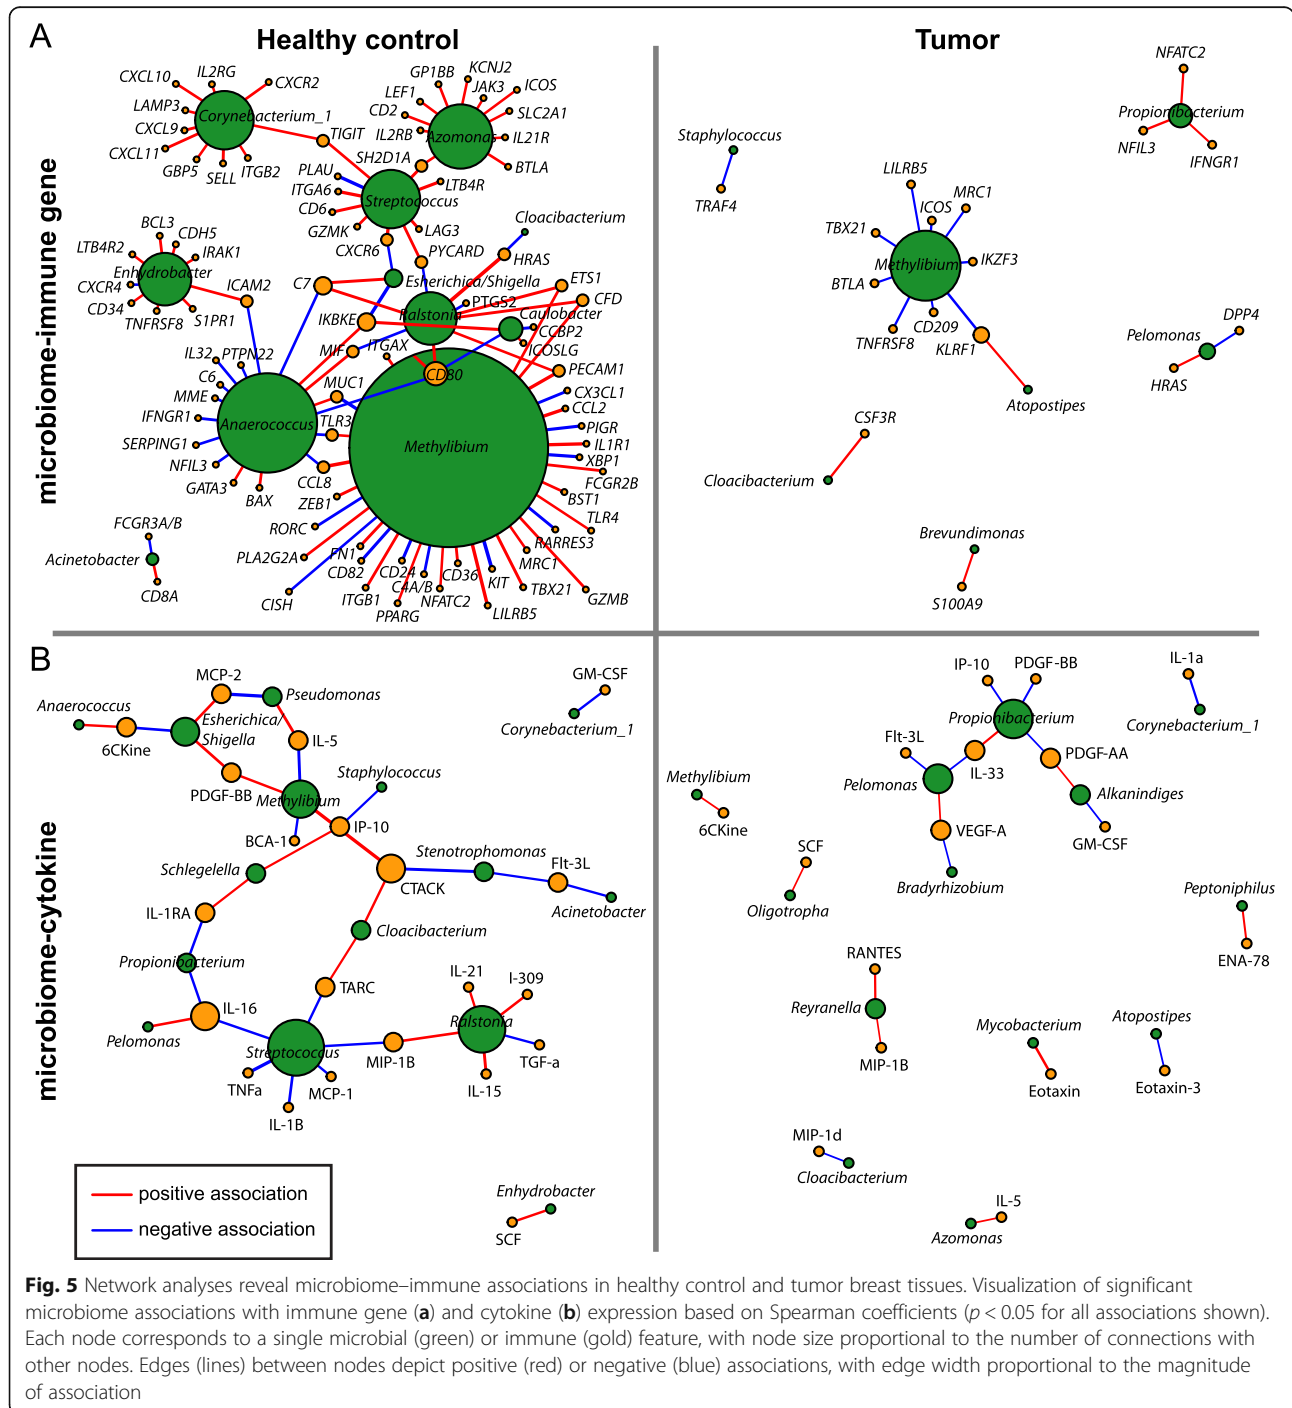 A
Healthy control
Tumor
microbiome-immune gene
CXCL10
IL2RG
CXCR2
LAMP3
Corynebacterium_1
CXCL9
CXCL11
GBP5
SELL
ITGB2
TIGIT
GP1BB
KCNJ2
LEF1
JAK3
ICOS
CD2
SLC2A1
IL2RB
Azomonas
IL21R
SH2D1A
BTLA
PLAU
ITGA6
LTB4R
CD6
Streptococcus
GZMK
LAG3
CXCR6
PYCARD
Cloacibacterium
HRAS
BCL3
CDH5
LTB4R2
IRAK1
Enhydrobacter
CXCR4
ICAM2
CD34
TNFRSF8
S1PR1
C7
Esherichica/Shigella
ETS1
PTGS2
CFD
IKBKE
Ralstonia
Caulobacter
CCBP2
MIF
ITGAX
ICOSLG
IL32
PTPN22
CD80
PECAM1
C6
MUC1
CX3CL1
MME
CCL2
IFNGR1
Anaerococcus
TLR3
PIGR
SERPING1
Methylibium
IL1R1
NFIL3
XBP1
GATA3
CCL8
FCGR2B
BAX
ZEB1
BST1
RORC
TLR4
FCGR3A/B
Acinetobacter
CD8A
PLA2G2A
FN1
RARRES3
CD82
CD24
CD36
MRC1
CISH
C4A/B
KIT
TBX21
ITGB1
NFATC2
GZMB
PPARG
LILRB5
NFATC2
Propionibacterium
NFIL3
IFNGR1
Staphylococcus
TRAF4
LILRB5
MRC1
ICOS
TBX21
Methylibium
IKZF3
BTLA
CD209
TNFRSF8
KLRF1
Atopostipes
DPP4
Pelomonas
HRAS
CSF3R
Cloacibacterium
Brevundimonas
S100A9
B
microbiome-cytokine
MCP-2
Pseudomonas
Anaerococcus
Esherichica/
Shigella
6CKine
IL-5
PDGF-BB
Methylibium
Staphylococcus
BCA-1
IP-10
Schlegelella
Stenotrophomonas
Flt-3L
CTACK
Acinetobacter
IL-1RA
Cloacibacterium
Propionibacterium
IL-16
TARC
IL-21
I-309
Pelomonas
Ralstonia
Streptococcus
MIP-1B
TGF-a
TNFa
MCP-1
IL-15
IL-1B
GM-CSF
Corynebacterium_1
Enhydrobacter
SCF
IP-10
PDGF-BB
IL-1a
Propionibacterium
Corynebacterium_1
Flt-3L
IL-33
PDGF-AA
Pelomonas
Methylibium
Alkanindiges
6CKine
VEGF-A
GM-CSF
SCF
Bradyrhizobium
Oligotropha
Peptoniphilus
ENA-78
RANTES
Reyranella
MIP-1B
Mycobacterium
Eotaxin
Atopostipes
Eotaxin-3
MIP-1d
Cloacibacterium
IL-5
Azomonas
positive association
negative association
Fig. 5 Network analyses reveal microbiome–immune associations in healthy control and tumor breast tissues. Visualization of significant
microbiome associations with immune gene (a) and cytokine (b) expression based on Spearman coefficients (p < 0.05 for all associations shown).
Each node corresponds to a single microbial (green) or immune (gold) feature, with node size proportional to the number of connections with
other nodes. Edges (lines) between nodes depict positive (red) or negative (blue) associations, with edge width proportional to the magnitude
of association